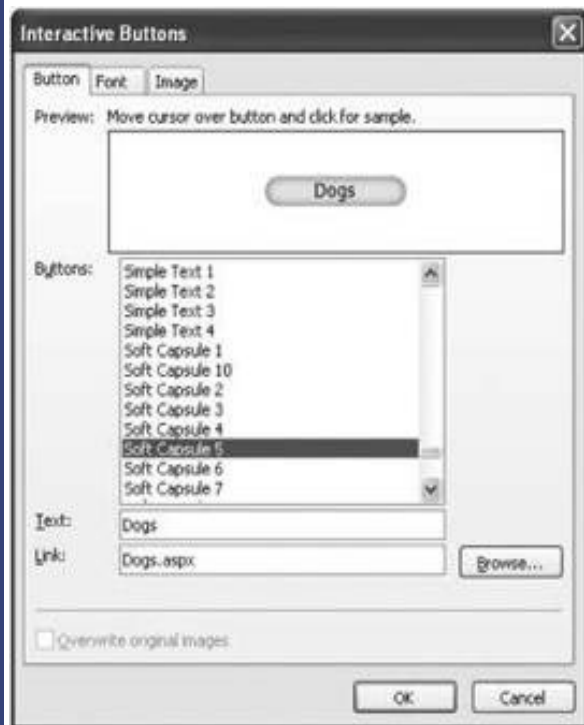 Interactive Buttons
Button Font Image
Preview: Move cursor over button and click for sample.
Dogs
Buttons:
Simple Text 1
Simple Text 2
Simple Text 3
Simple Text 4
Soft Capsule 1
Soft Capsule 10
Soft Capsule 2
Soft Capsule 3
Soft Capsule 4
Soft Capsule 5
Soft Capsule 6
Soft Capsule 7
Text: Dogs
Link: Dogs.aspx Browse...
Overwrite original images
OK Cancel